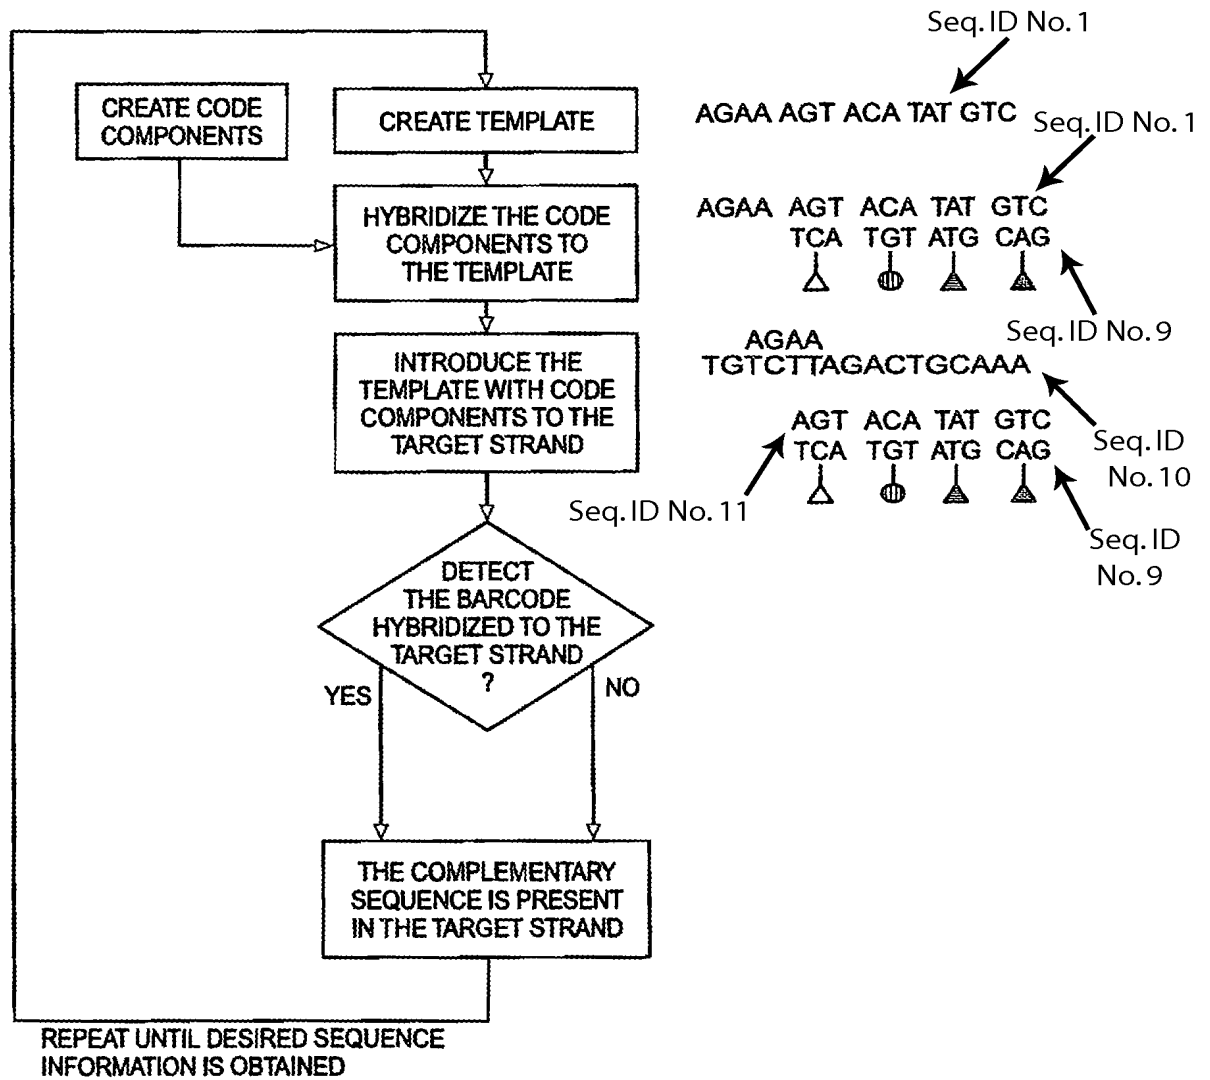 Seq. ID No. 1
CREATE CODE
COMPONENTS
CREATE TEMPLATE
AGAA AGT ACA TAT GTC
Seq. ID No. 1
HYBRIDIZE THE CODE
COMPONENTS TO
THE TEMPLATE
AGAA AGT ACA TAT GTC
TCA TGT ATG CAG
Seq. ID No. 9
INTRODUCE THE
TEMPLATE WITH CODE
COMPONENTS TO THE
TARGET STRAND
AGAA
TGTCTTAGACTGCAAA
AGT ACA TAT GTC
TCA TGT ATG CAG
Seq. ID
No. 10
Seq. ID No. 11
Seq. ID
No. 9
DETECT
THE BARCODE
HYBRIDIZED TO THE
TARGET STRAND
?
YES
NO
THE COMPLEMENTARY
SEQUENCE IS PRESENT
IN THE TARGET STRAND
REPEAT UNTIL DESIRED SEQUENCE
INFORMATION IS OBTAINED